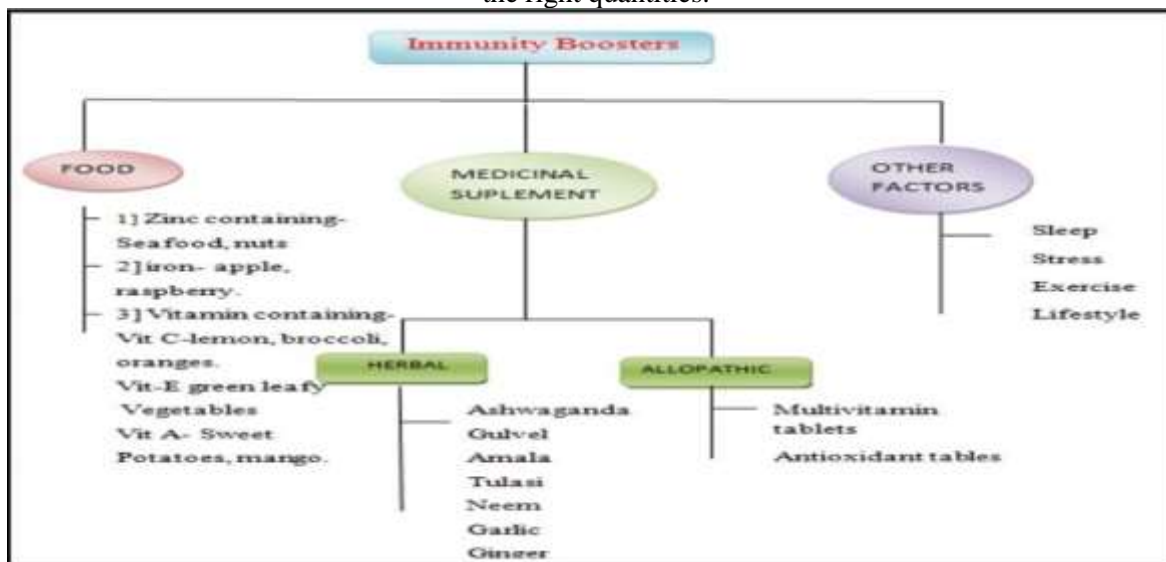 the right quantities.
Immunity Boosters
FOOD
1] Zinc containing-
Seafood, nuts
2]iron- apple,
raspberry.
3] Vitamin containing-
Vit C-lemon, broccoli,
oranges.
Vit-E green leafy
Vegetables
Vit A- Sweet
Potatoes, mango.
MEDICINAL
SUPLEMENT
HERBAL
Ashwaganda
Gulvel
Amala
Tulasi
Neem
Garlic
Ginger
ALLOPATHIC
Multivitamin
tablets
Antioxidant tables
OTHER
FACTORS
Sleep
Stress
Exercise
Lifestyle